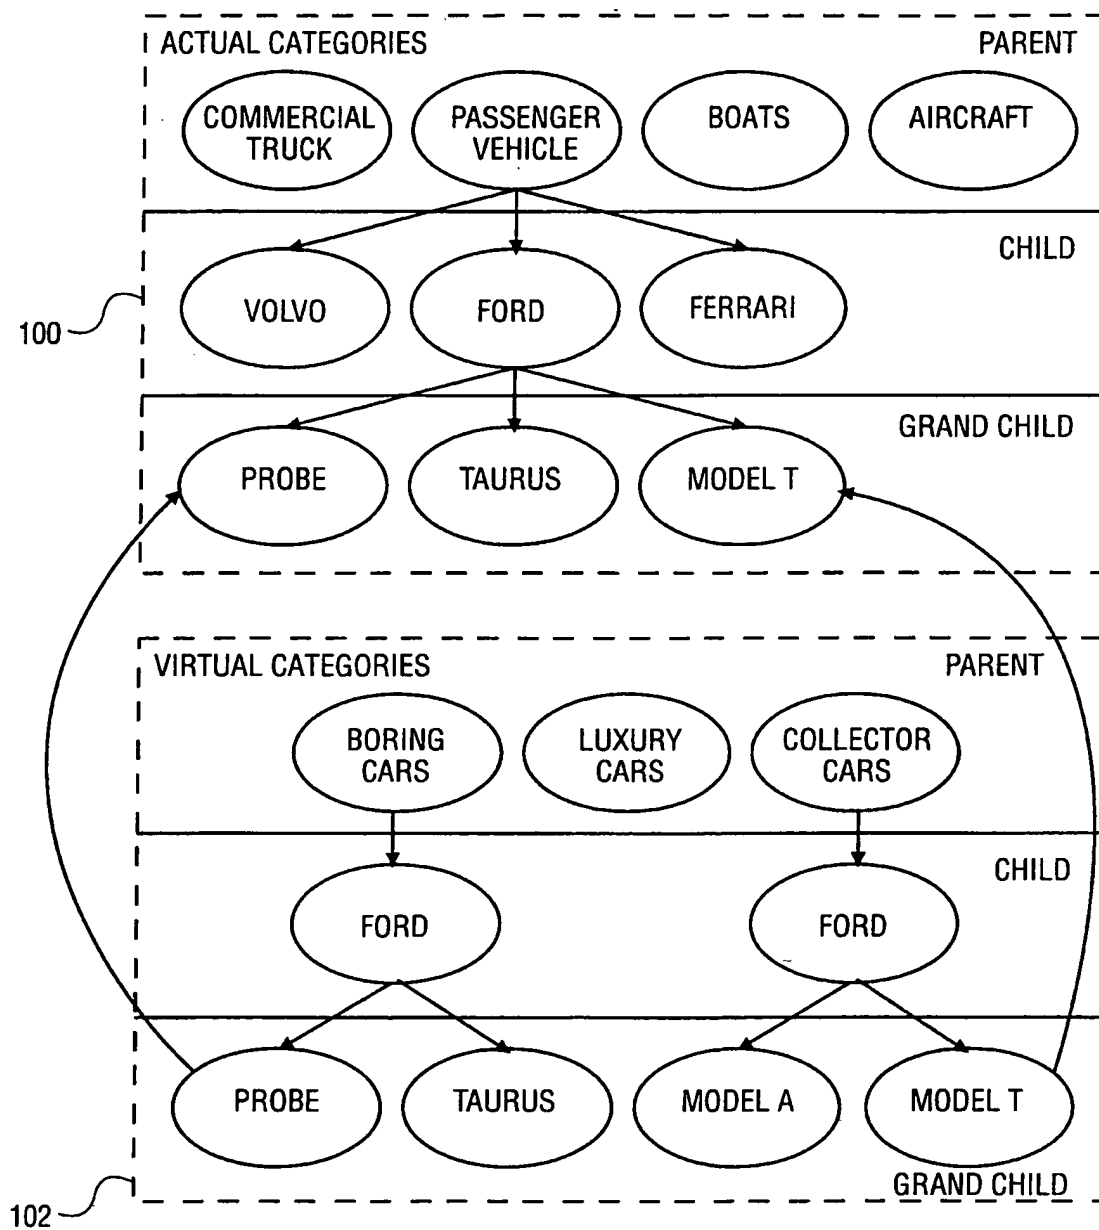 ACTUAL CATEGORIES
PARENT
COMMERCIAL
TRUCK
PASSENGER
VEHICLE
BOATS
AIRCRAFT
CHILD
VOLVO
FORD
FERRARI
100
GRAND CHILD
PROBE
TAURUS
MODEL T
VIRTUAL CATEGORIES
PARENT
BORING
CARS
LUXURY
CARS
COLLECTOR
CARS
CHILD
FORD
FORD
PROBE
TAURUS
MODEL A
MODEL T
GRAND CHILD
102